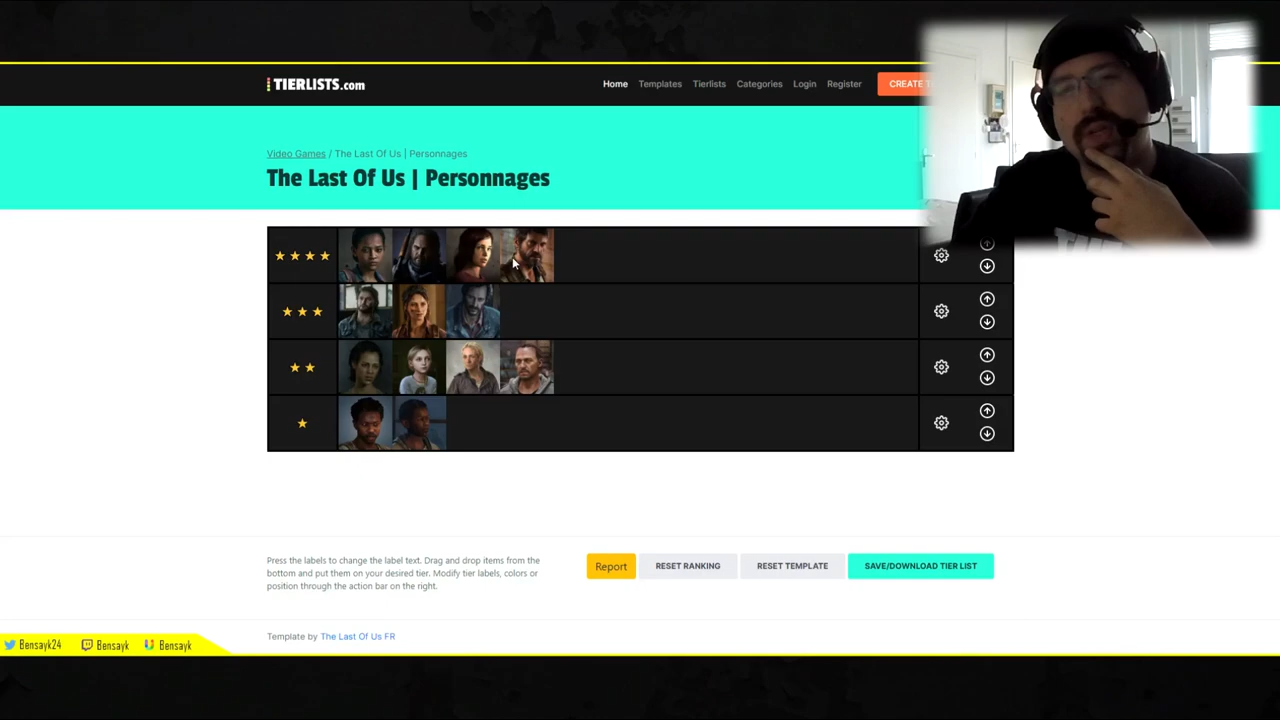 TIERLISTS.com
Home Templates Tierlists Categories Login Register CREATE
Video Games / The Last Of Us | Personnages
The Last Of Us | Personnages
Press the labels to change the label text. Drag and drop items from the
bottom and put them on your desired tier. Modify tier labels, colors or
position through the action bar on the right.
Report RESET RANKING RESET TEMPLATE SAVE/DOWNLOAD TIER LIST
Template by The Last Of Us FR
Bensayk24 Bensayk Bensayk